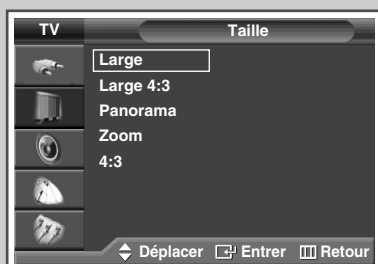 TV Taille
Large
Large 4:3
Panorama
Zoom
4:3
Déplacer Entrer Retour